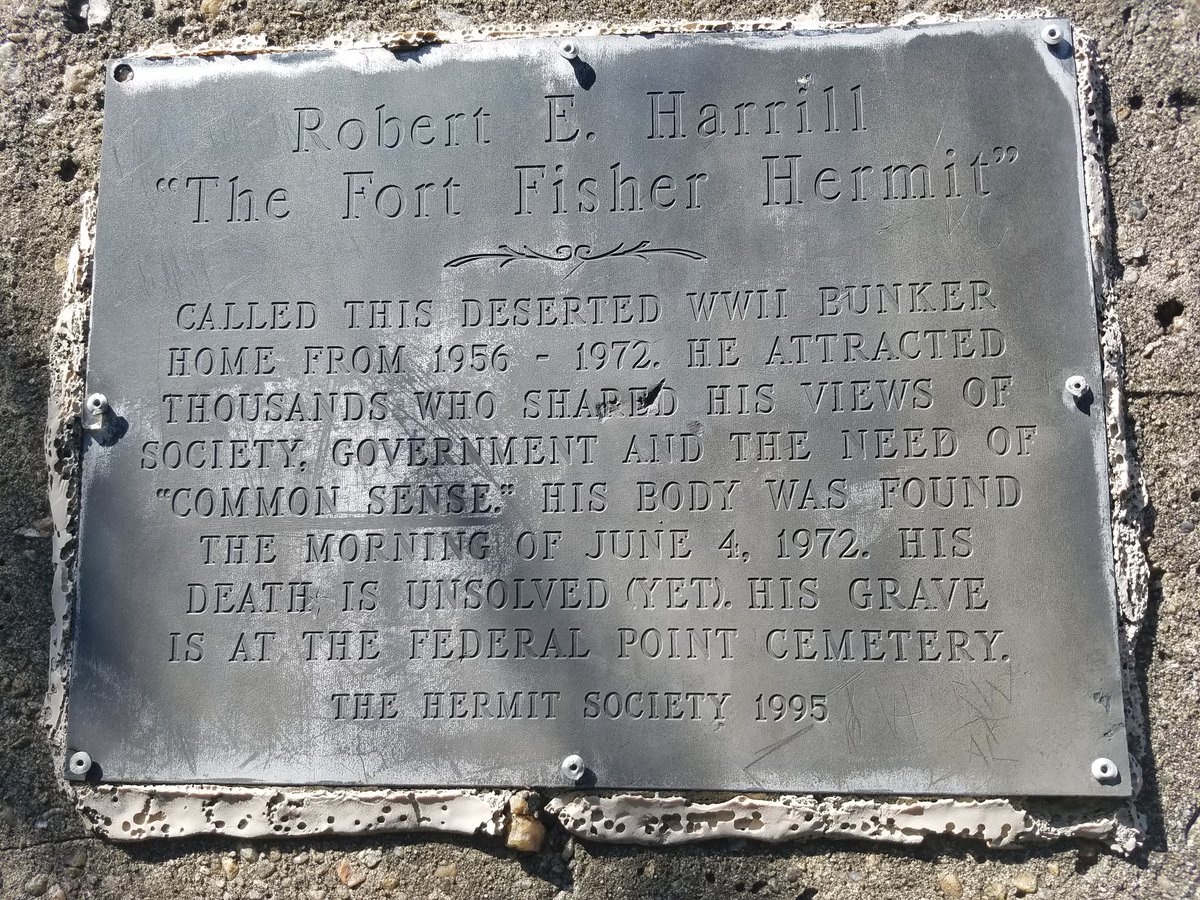 Robert E. Harrill
“The Fort Fisher Hermit”
CALLED THIS DESERTED WWII BUNKER
HOME FROM 1956 - 1972. HE ATTRACTED
THOUSANDS WHO SHARED HIS VIEWS OF
SOCIETY, GOVERNMENT AND THE NEED OF
“COMMON SENSE.” HIS BODY WAS FOUND
THE MORNING OF JUNE 4, 1972. HIS
DEATH, IS UNSOLVED (YET). HIS GRAVE
IS AT THE FEDERAL POINT CEMETERY.
THE HERMIT SOCIETY 1995